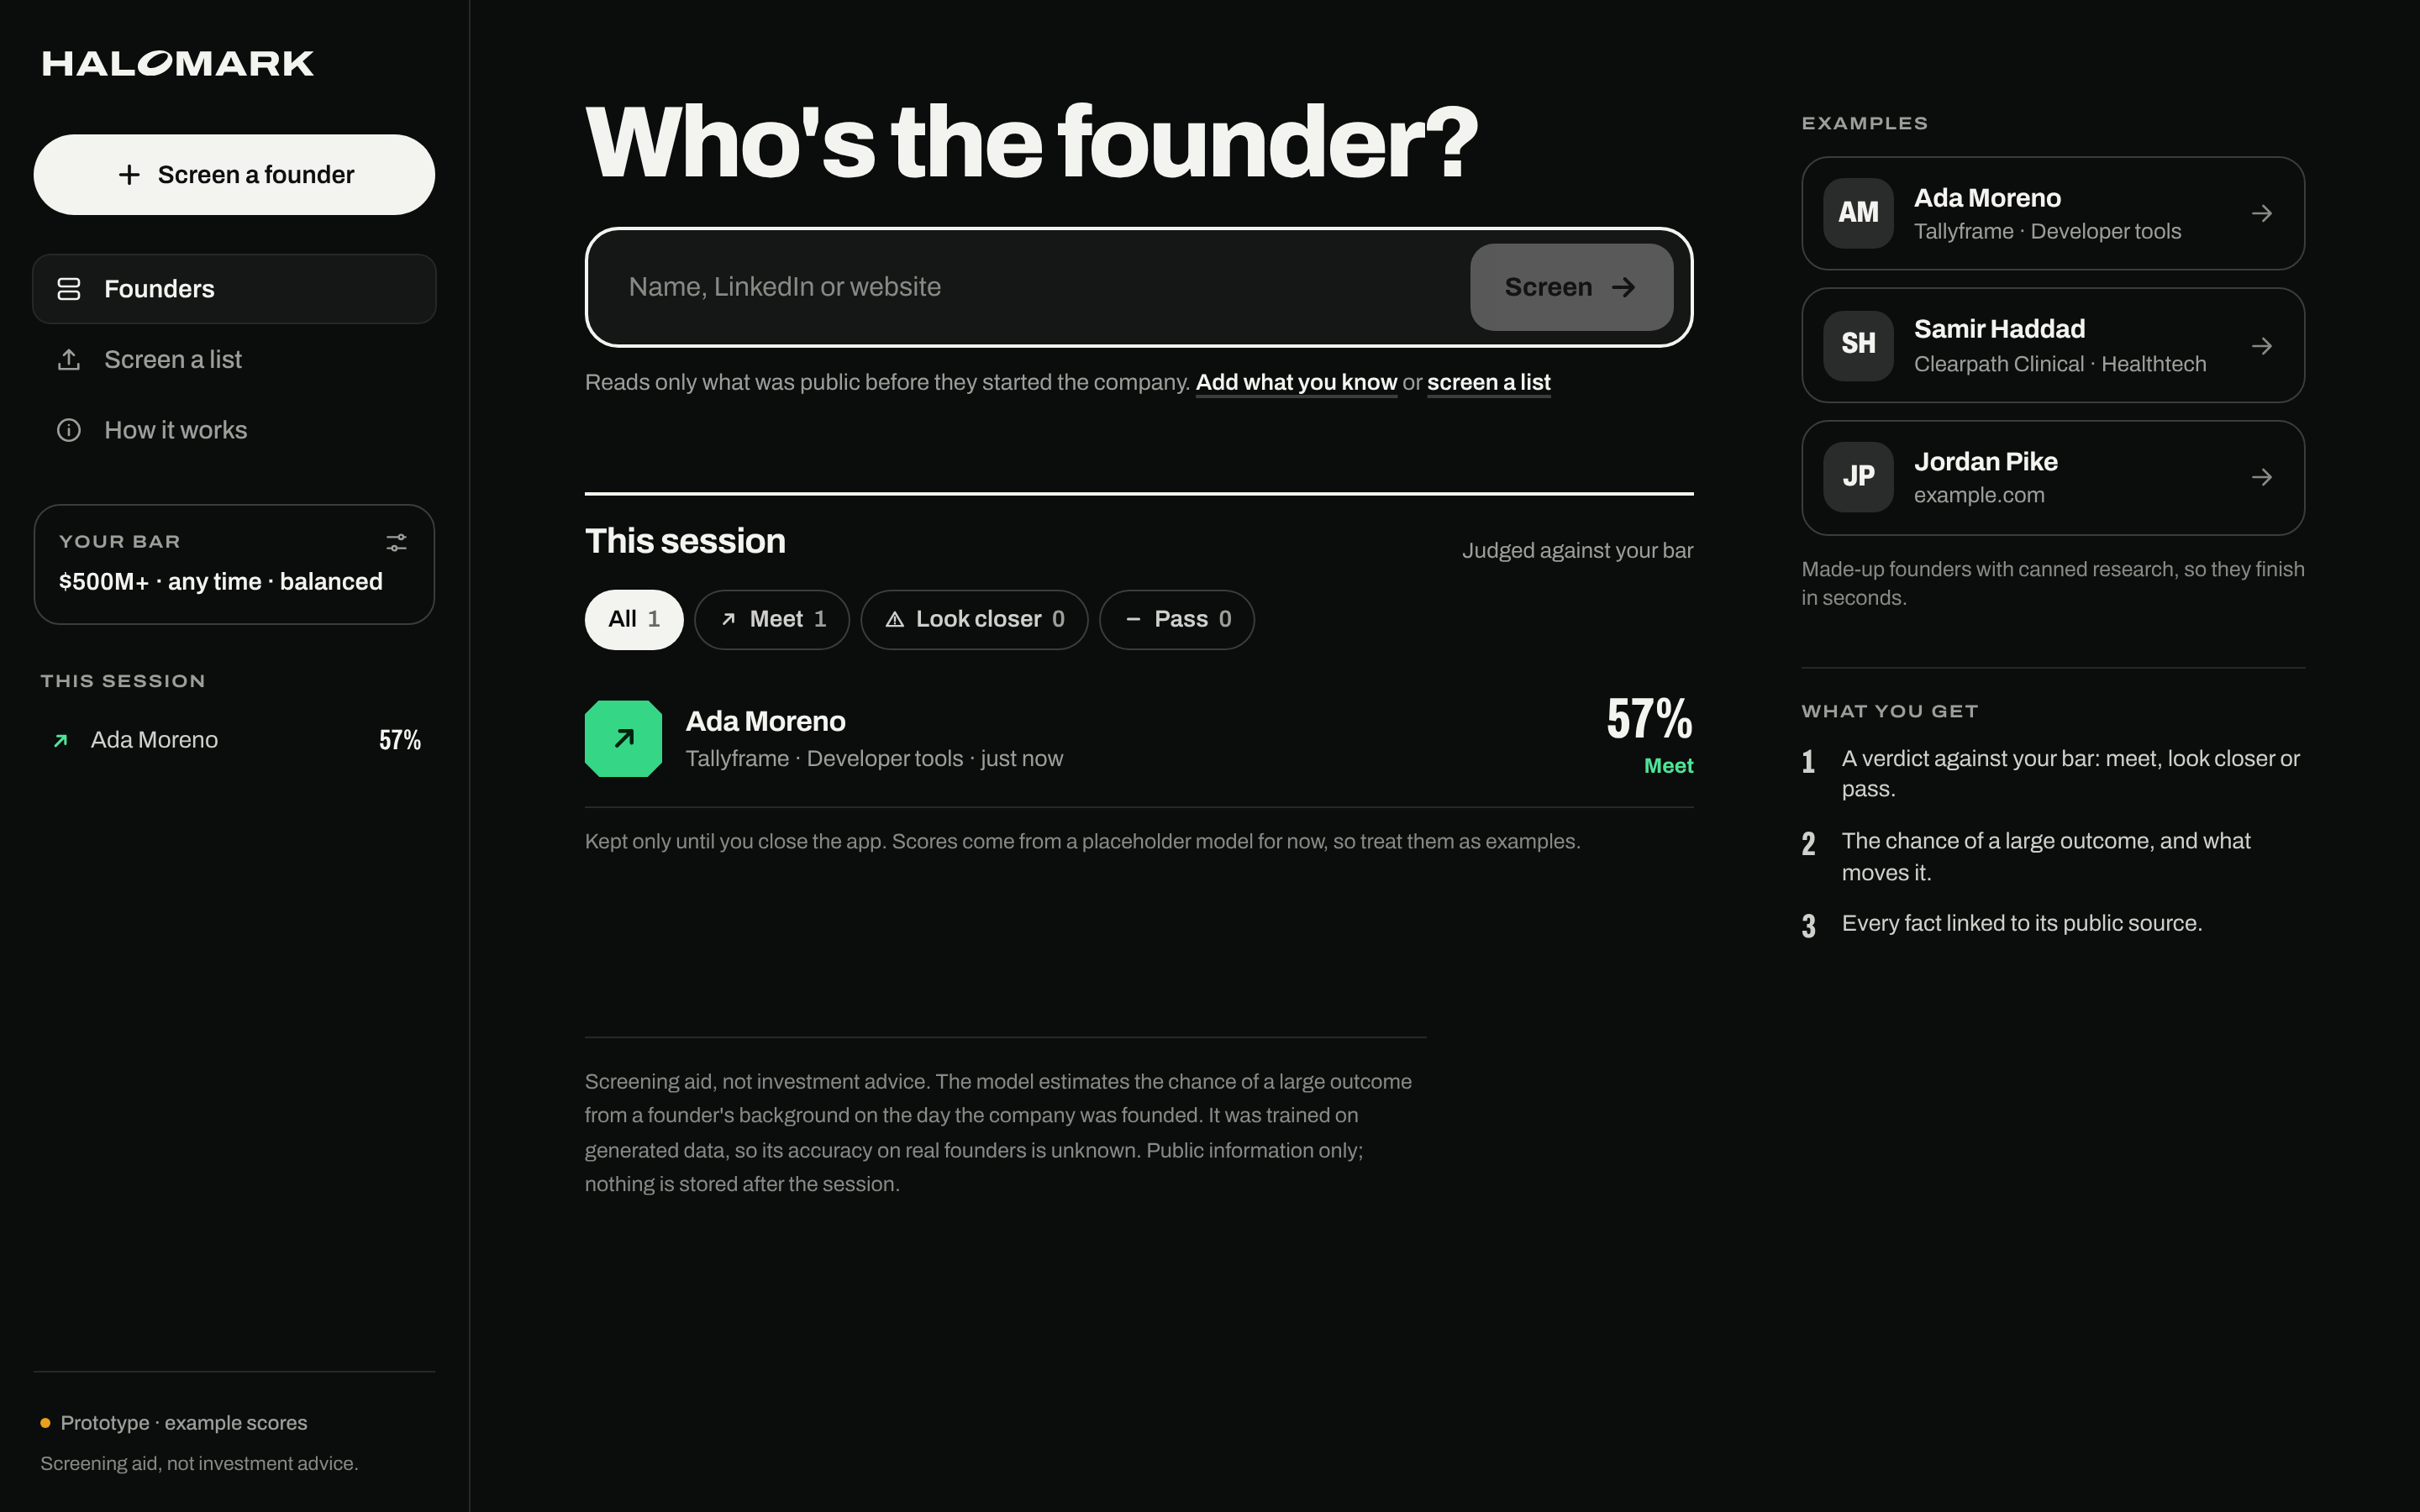 HALOMARK
Screen a founder
Founders
Screen a list
How it works
YOUR BAR
$500M+ · any time · balanced
THIS SESSION
Ada Moreno 57%
Prototype · example scores
Screening aid, not investment advice.
Who's the founder?
Name, LinkedIn or website
Screen
Reads only what was public before they started the company. Add what you know or screen a list
This session
Judged against your bar
All 1
Meet 1
Look closer 0
Pass 0
Ada Moreno
Tallyframe · Developer tools · just now
57%
Meet
Kept only until you close the app. Scores come from a placeholder model for now, so treat them as examples.
Screening aid, not investment advice. The model estimates the chance of a large outcome
from a founder's background on the day the company was founded. It was trained on
generated data, so its accuracy on real founders is unknown. Public information only;
nothing is stored after the session.
EXAMPLES
AM
Ada Moreno
Tallyframe · Developer tools
SH
Samir Haddad
Clearpath Clinical · Healthtech
JP
Jordan Pike
example.com
Made-up founders with canned research, so they finish
in seconds.
WHAT YOU GET
1 A verdict against your bar: meet, look closer or
pass.
2 The chance of a large outcome, and what
moves it.
3 Every fact linked to its public source.